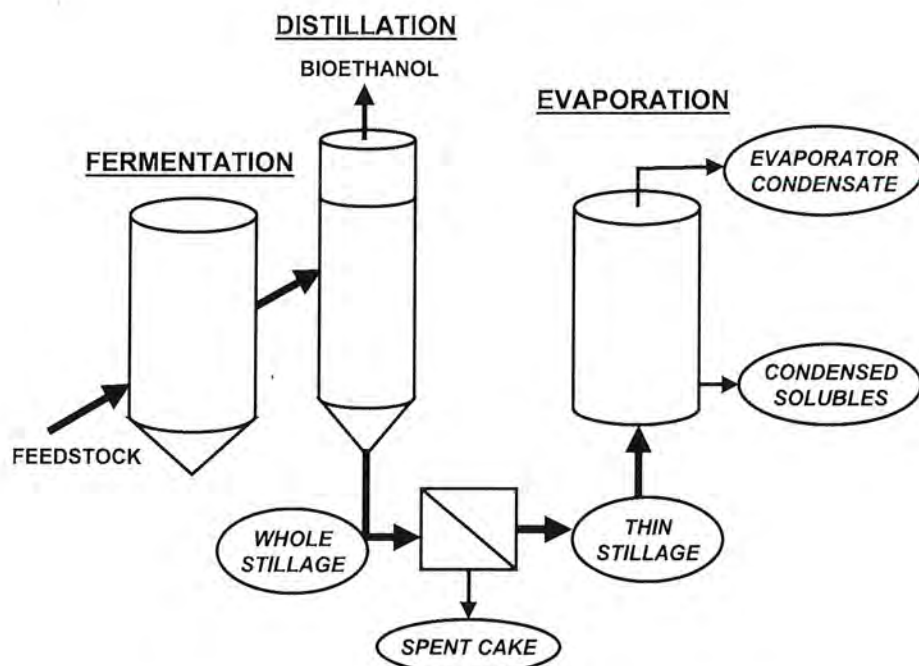 DISTILLATION
BIOETHANOL
EVAPORATION
FERMENTATION
EVAPORATOR
CONDENSATE
CONDENSED
SOLUBLES
FEEDSTOCK
WHOLE
STILLAGE
THIN
STILLAGE
SPENT CAKE